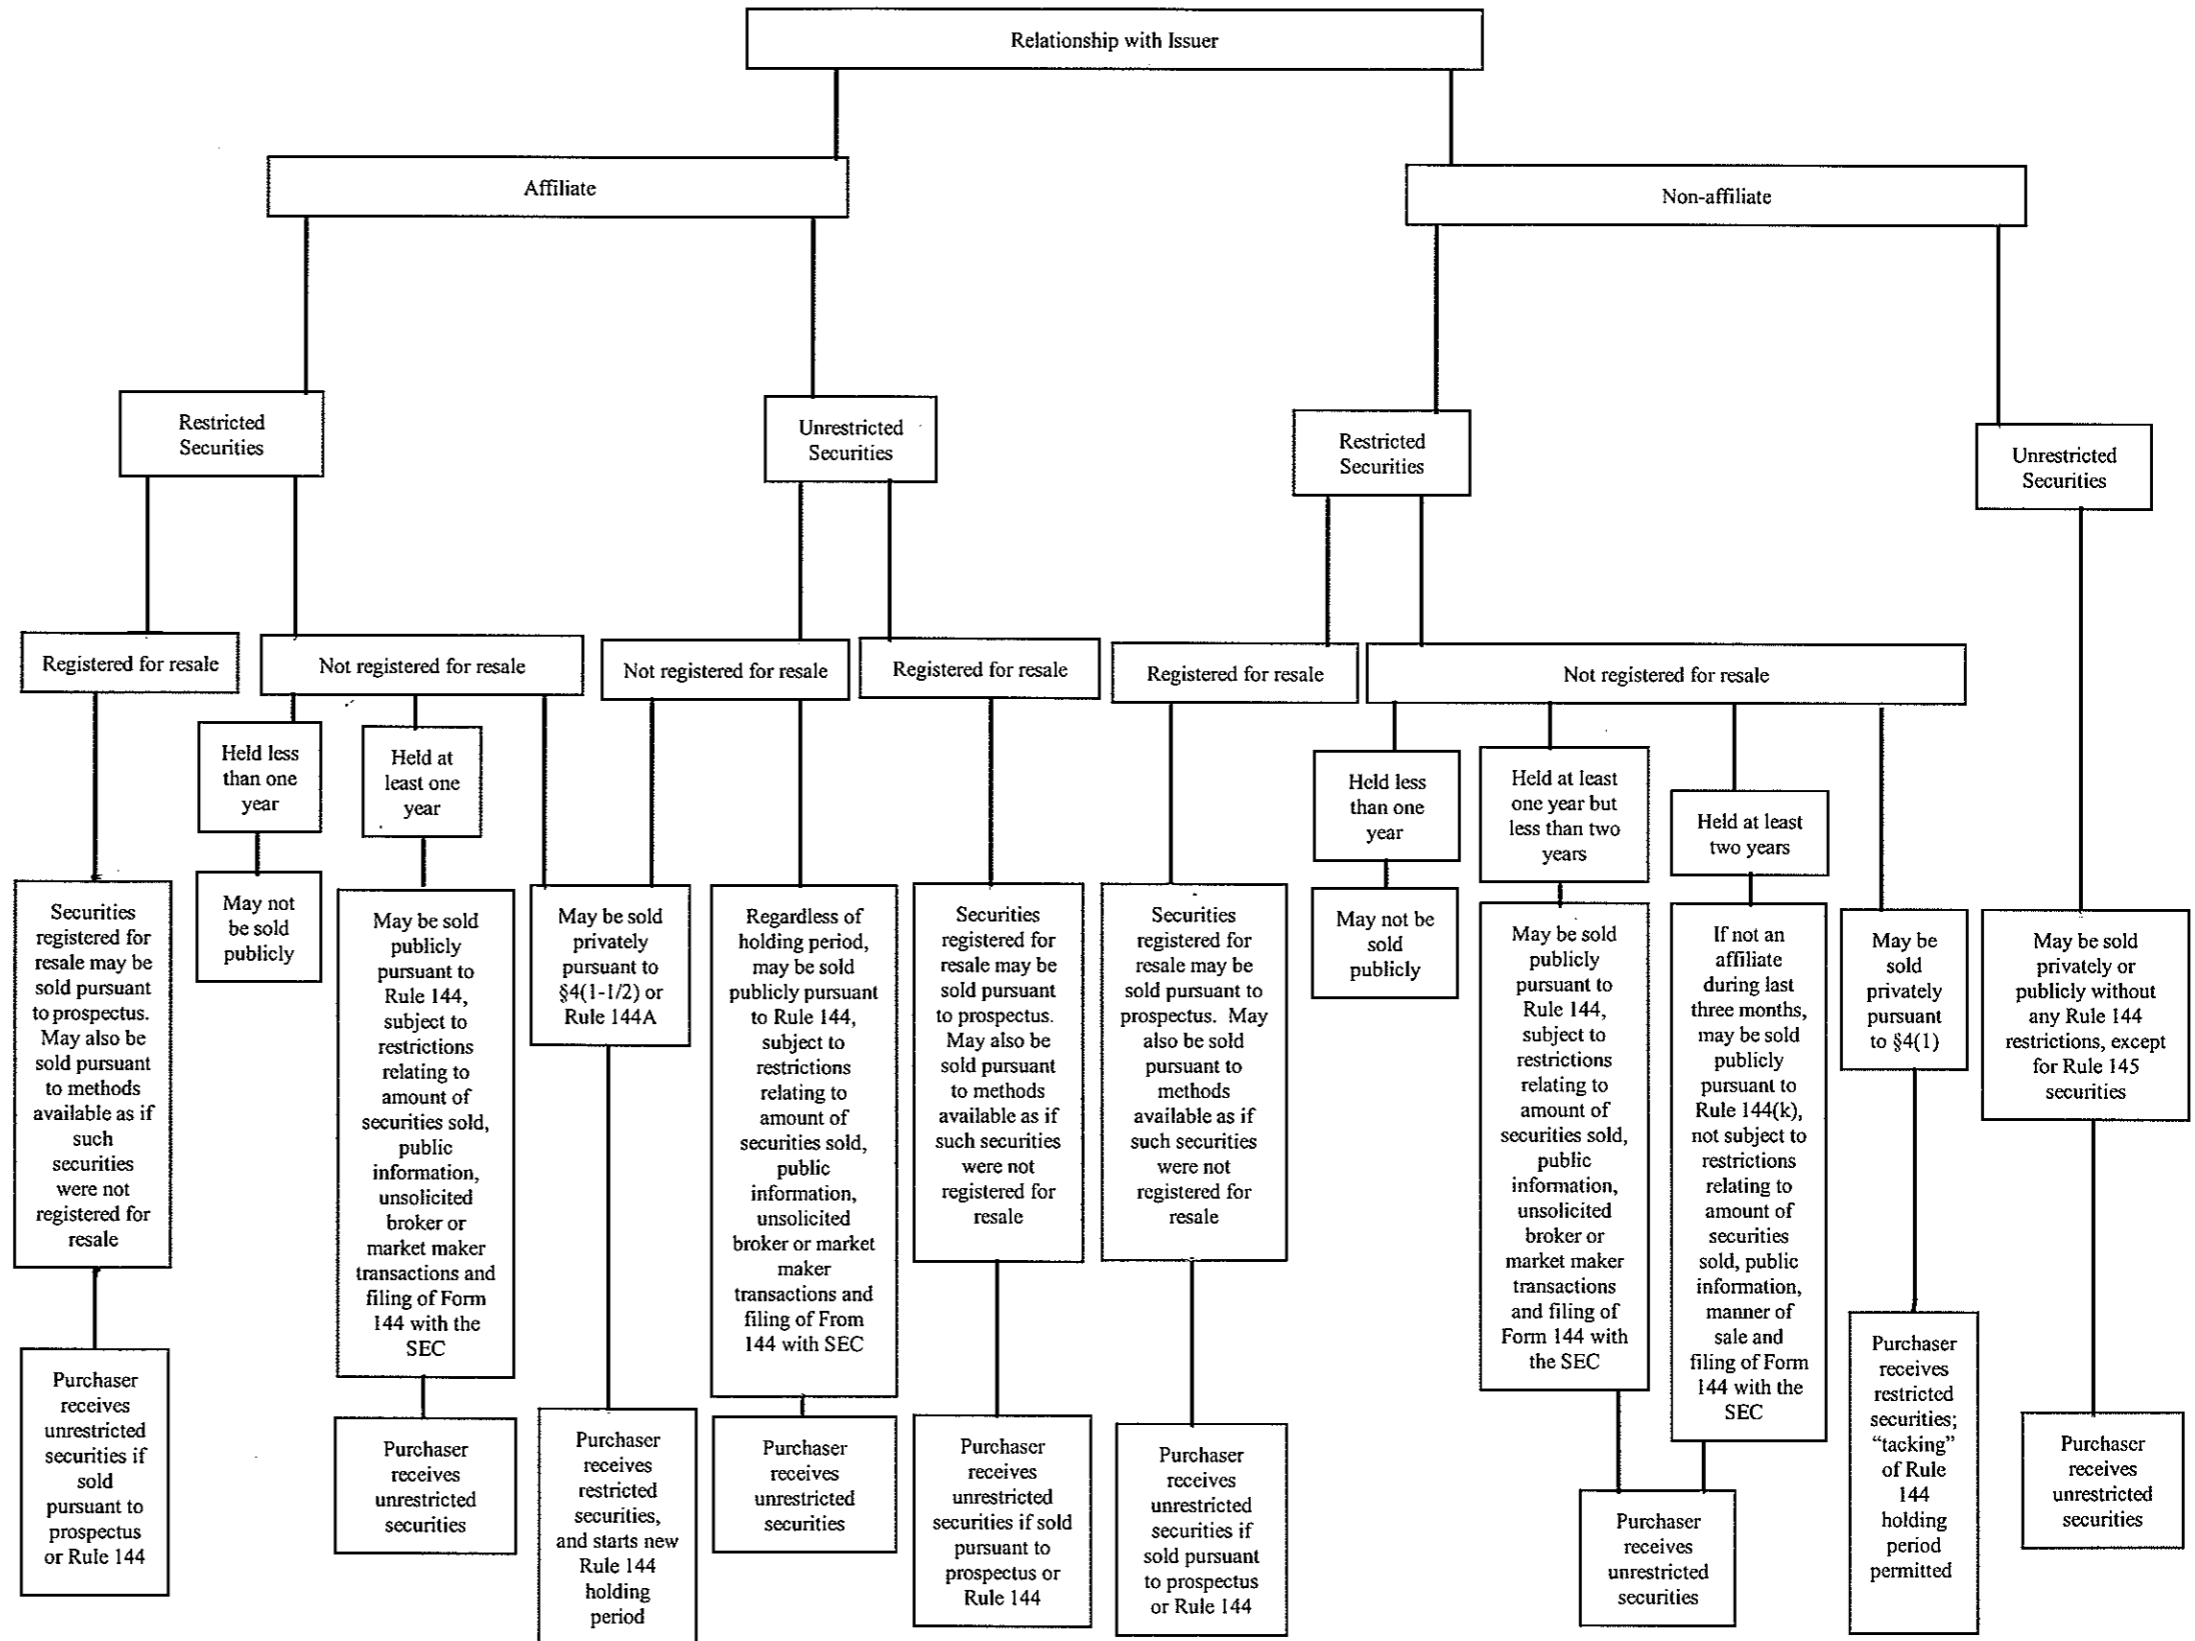 Relationship with Issuer
Affiliate
Non-affiliate
Restricted
Securities
Unrestricted
Securities
Restricted
Securities
Unrestricted
Securities
Registered for resale
Not registered for resale
Not registered for resale
Registered for resale
Registered for resale
Not registered for resale
Held less
than one
year
Held at
least one
year
Held less
than one
year
Held at least
one year but
less than two
years
Held at least
two years
Securities
registered for
resale may be
sold pursuant
to prospectus.
May also be
sold pursuant
to methods
available as if
such
securities
were not
registered for
resale
May not
be sold
publicly
May be sold
publicly
pursuant to
Rule 144,
subject to
restrictions
relating to
amount of
securities sold,
public
information,
unsolicited
broker or
market maker
transactions and
filing of Form
144 with the
SEC
May be sold
privately
pursuant to
§4(1-1/2) or
Rule 144A
Regardless of
holding period,
may be sold
publicly pursuant
to Rule 144,
subject to
restrictions
relating to
amount of
securities sold,
public
information,
unsolicited
broker or market
maker
transactions and
filing of From
144 with SEC
Securities
registered for
resale may be
sold pursuant
to prospectus.
May also be
sold pursuant
to methods
available as if
such securities
were not
registered for
resale
Securities
registered for
resale may be
sold pursuant to
prospectus. May
also be sold
pursuant to
methods
available as if
such securities
were not
registered for
resale
May not be
sold
publicly
May be sold
publicly
pursuant to
Rule 144,
subject to
restrictions
relating to
amount of
securities sold,
public
information,
unsolicited
broker or
market maker
transactions
and filing of
Form 144 with
the SEC
If not an
affiliate
during last
three months,
may be sold
publicly
pursuant to
Rule 144(k),
not subject to
restrictions
relating to
amount of
securities
sold, public
information,
manner of
sale and
filing of Form
144 with the
SEC
May be
sold
privately
pursuant
to §4(1)
May be sold
privately or
publicly without
any Rule 144
restrictions, except
for Rule 145
securities
Purchaser
receives
unrestricted
securities if
sold
pursuant to
prospectus
or Rule 144
Purchaser
receives
unrestricted
securities
Purchaser
receives
restricted
securities,
and starts new
Rule 144
holding
period
Purchaser
receives
unrestricted
securities
Purchaser
receives
unrestricted
securities if sold
pursuant to
prospectus or
Rule 144
Purchaser
receives
unrestricted
securities if
sold pursuant
to prospectus
or Rule 144
Purchaser
receives
unrestricted
securities
Purchaser
receives
restricted
securities;
“tacking”
of Rule
144
holding
period
permitted
Purchaser
receives
unrestricted
securities